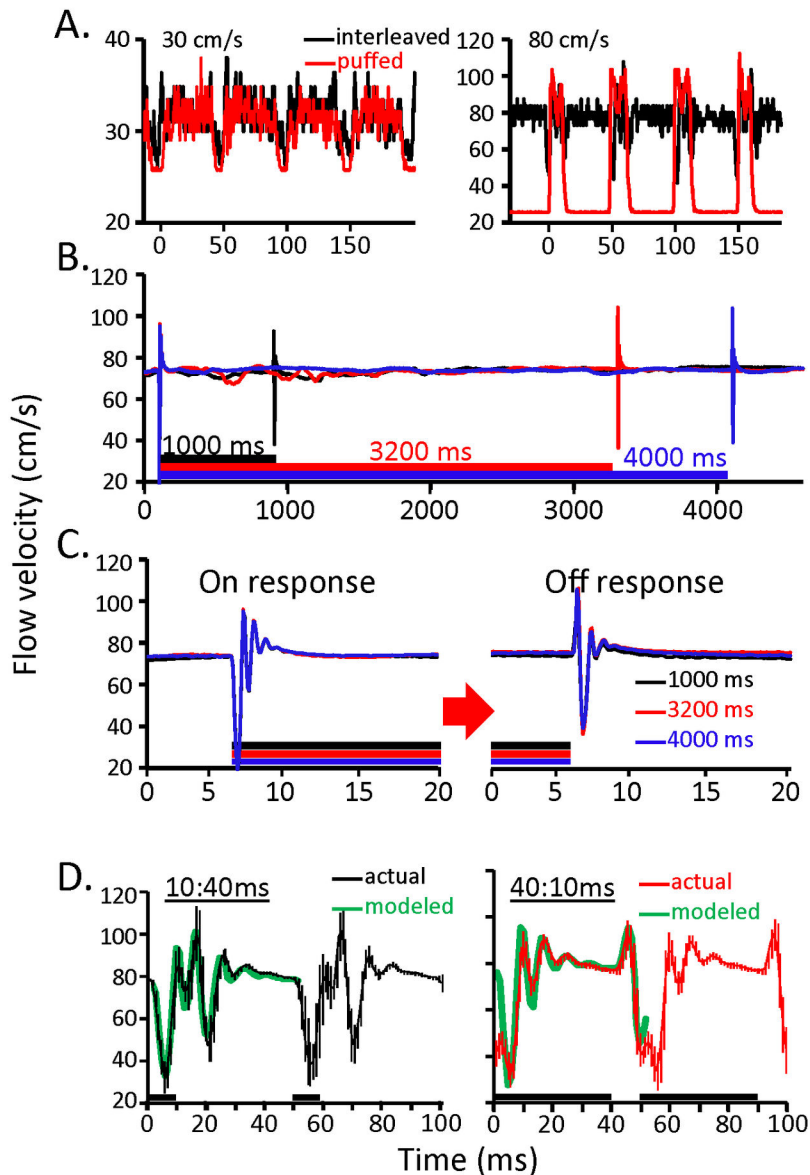 A.
30 cm/s
interleaved
puffed
80 cm/s
40
30
20
0
50
100
150
120
100
80
60
40
20
0
50
100
150
B.
120
100
80
60
40
20
1000 ms
3200 ms
4000 ms
0
1000
2000
3000
4000
Flow velocity (cm/s)
C.
On response
Off response
120
100
80
60
40
20
1000 ms
3200 ms
4000 ms
0
5
10
15
20
0
5
10
15
20
D.
10:40ms
actual
modeled
40:10ms
actual
modeled
120
100
80
60
40
20
0
20
40
60
80
100
0
20
40
60
80
100
Time (ms)